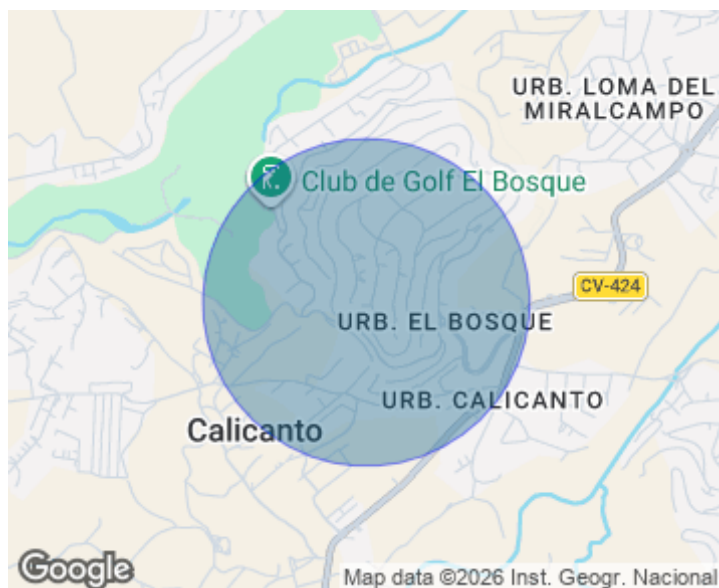 URB. LOMA DEL
MIRALCAMPO
Club de Golf El Bosque
CV-424
URB. EL BOSQUE
URB. CALICANTO
Calicanto
Google
Map data ©2026 Inst. Geogr. Nacional